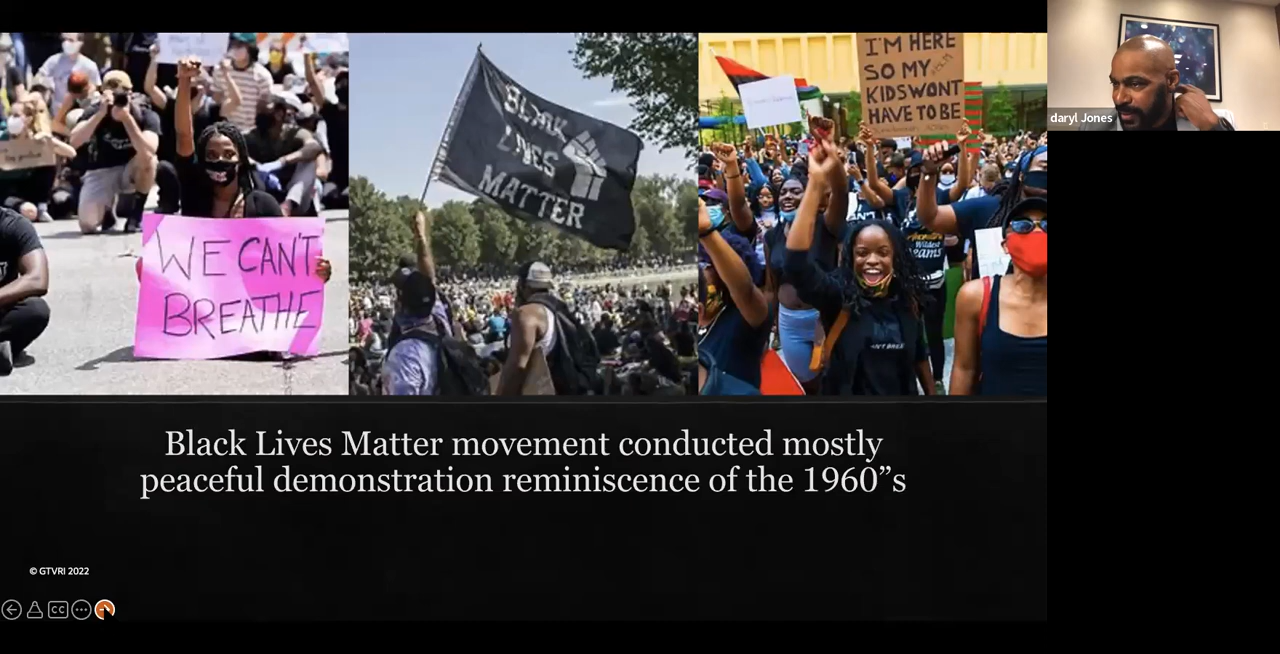 WE CAN'T
BREATHE
BLACK
LIVES
MATTER
I'M HERE
SO MY
KIDS WONT
HAVE TO BE
daryl Jones
Black Lives Matter movement conducted mostly
peaceful demonstration reminiscence of the 1960”s
© GTVRI 2022
CC